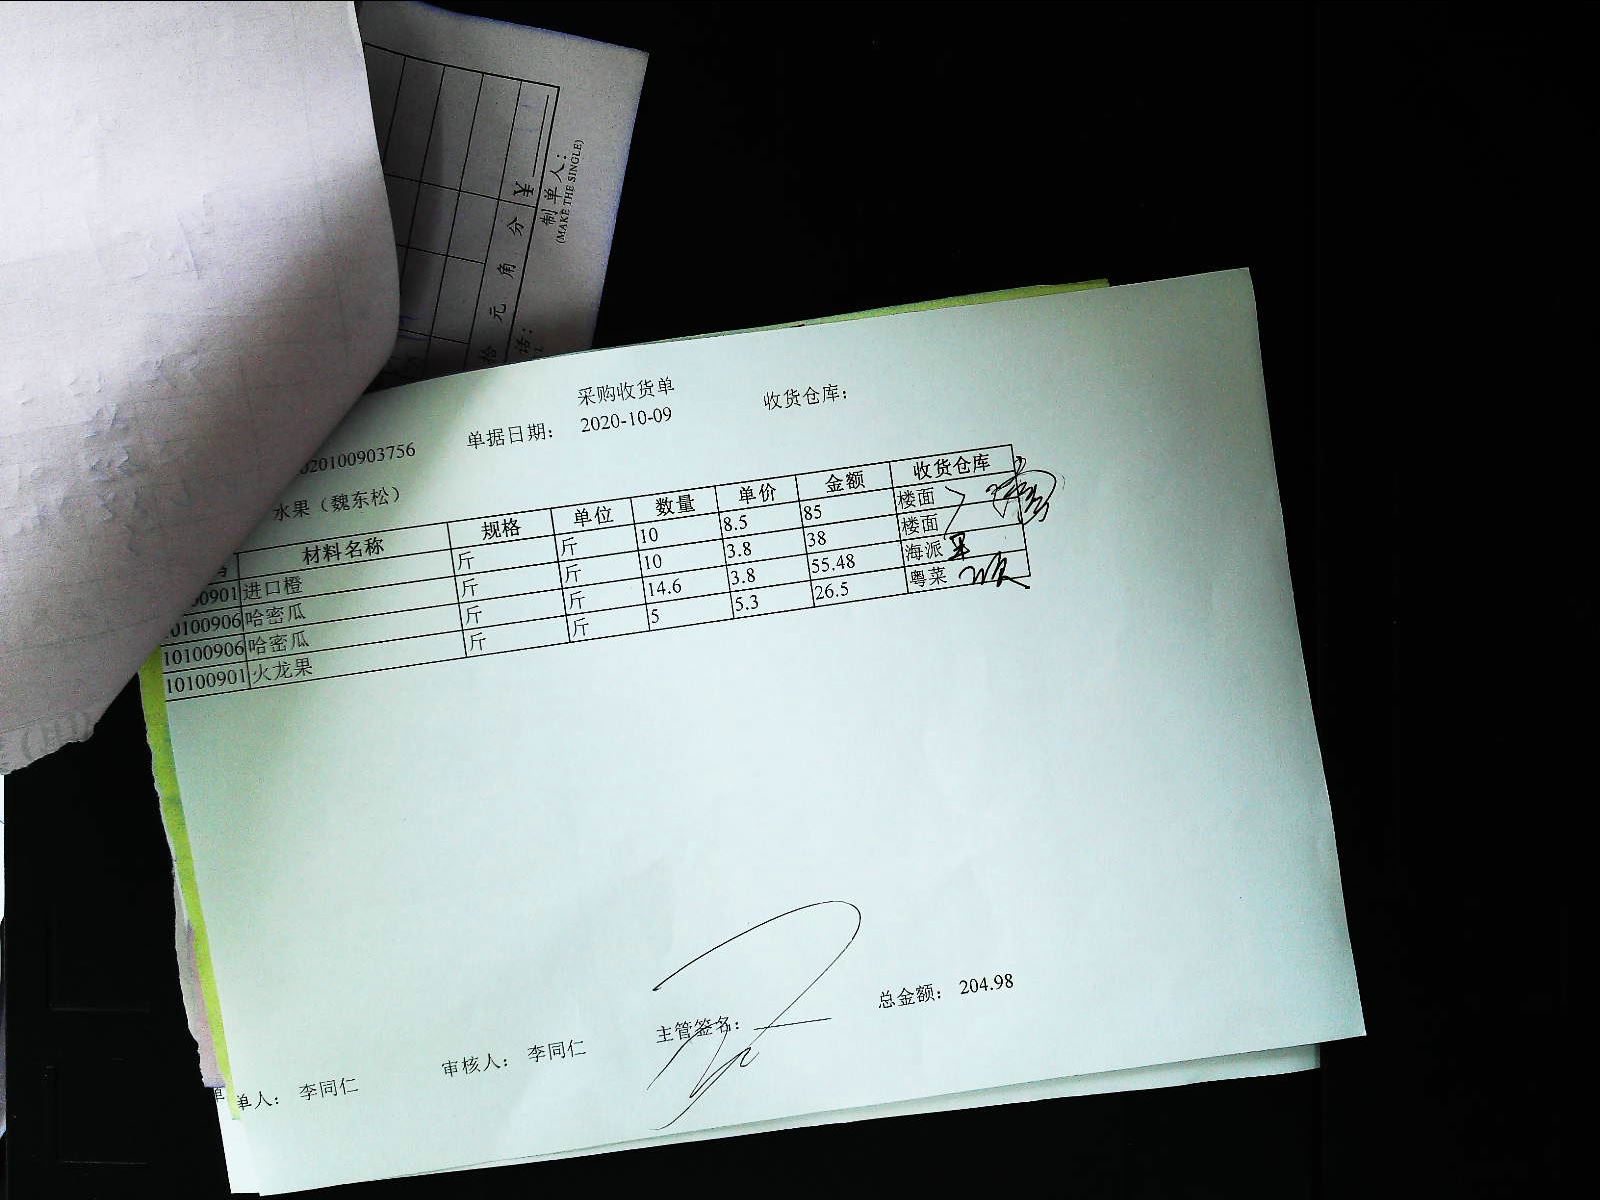 ¥
制单人：
(MAKE THE SINGLE)
拾 元 角 分
采购收货单
020100903756 单据日期： 2020-10-09 收货仓库：
水果（魏东松）
材料名称 规格 单位 数量 单价 金额 收货仓库
00901 进口橙 斤 斤 10 8.5 85 楼面
10100906 哈密瓜 斤 斤 10 3.8 38 楼面
10100906 哈密瓜 斤 斤 14.6 3.8 55.48 海派
10100901 火龙果 斤 斤 5 5.3 26.5 粤菜
单人： 李同仁 审核人： 李同仁 主管签名： 总金额： 204.98